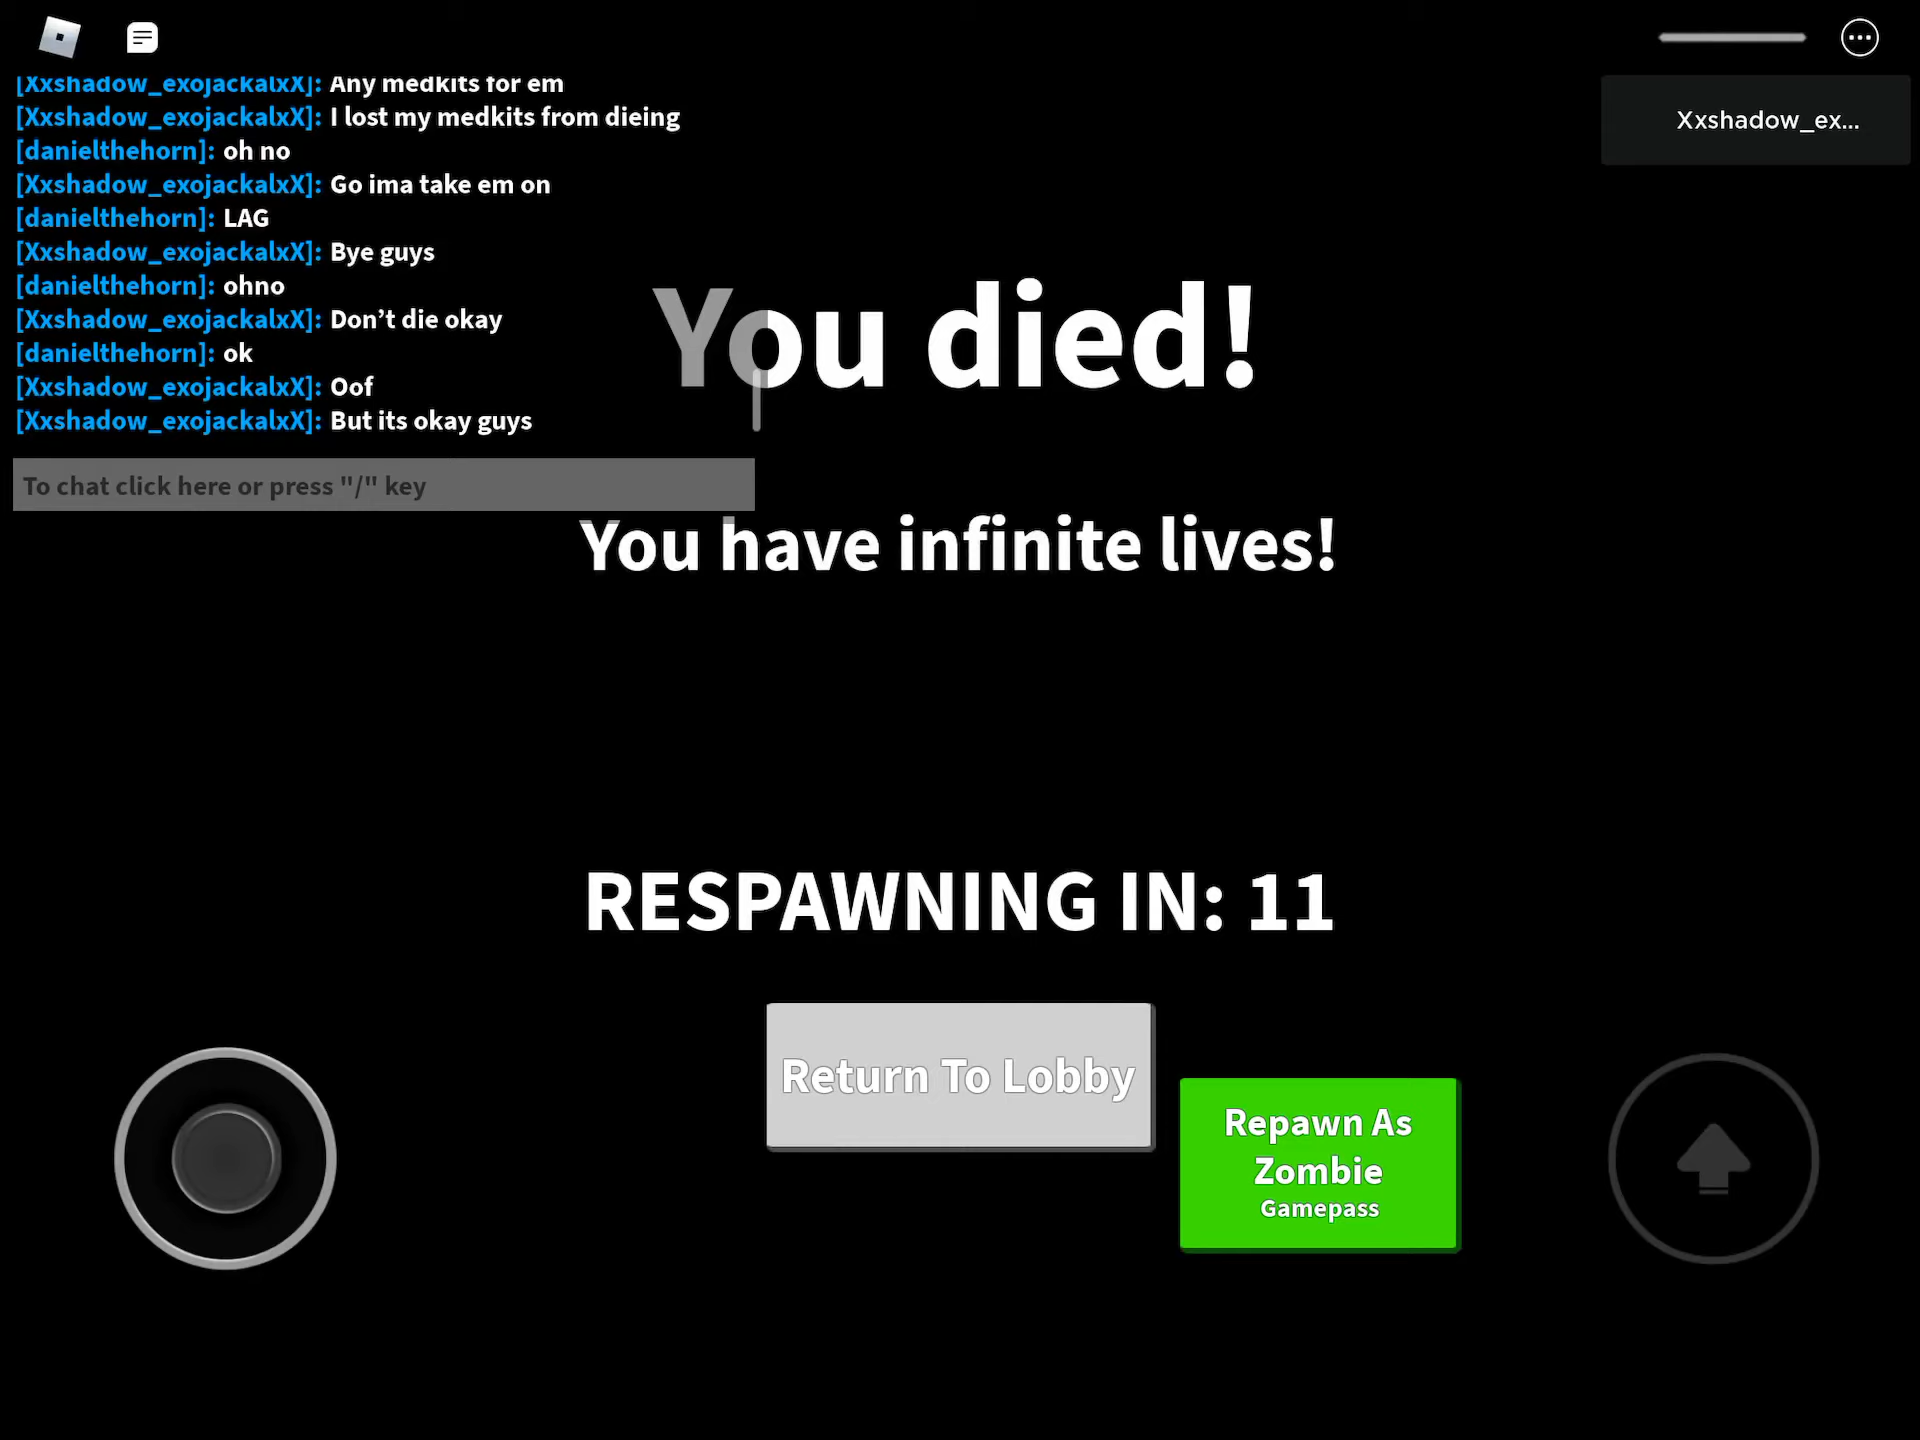 [Xxshadow_exojackalxX]: Any medkits for em
[Xxshadow_exojackalxX]: I lost my medkits from dieing
[danielthehorn]: oh no
[Xxshadow_exojackalxX]: Go ima take em on
[danielthehorn]: LAG
[Xxshadow_exojackalxX]: Bye guys
[danielthehorn]: ohno
[Xxshadow_exojackalxX]: Don’t die okay
[danielthehorn]: ok
[Xxshadow_exojackalxX]: Oof
[Xxshadow_exojackalxX]: But its okay guys
To chat click here or press "/" key
Xxshadow_ex...
You died!
You have infinite lives!
RESPAWNING IN: 11
Return To Lobby
Repawn As
Zombie
Gamepass